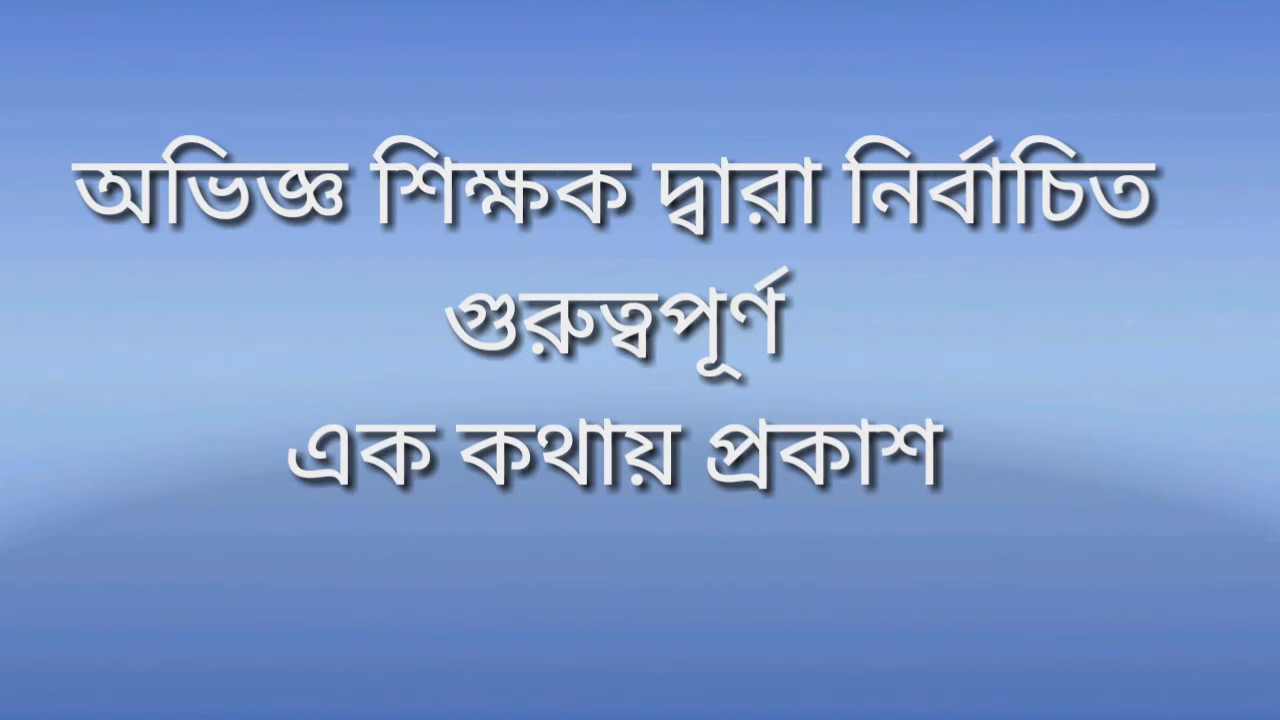 অভিজ্ঞ শিক্ষক দ্বারা নির্বাচিত
গুরুত্বপূর্ণ
এক কথায় প্রকাশ